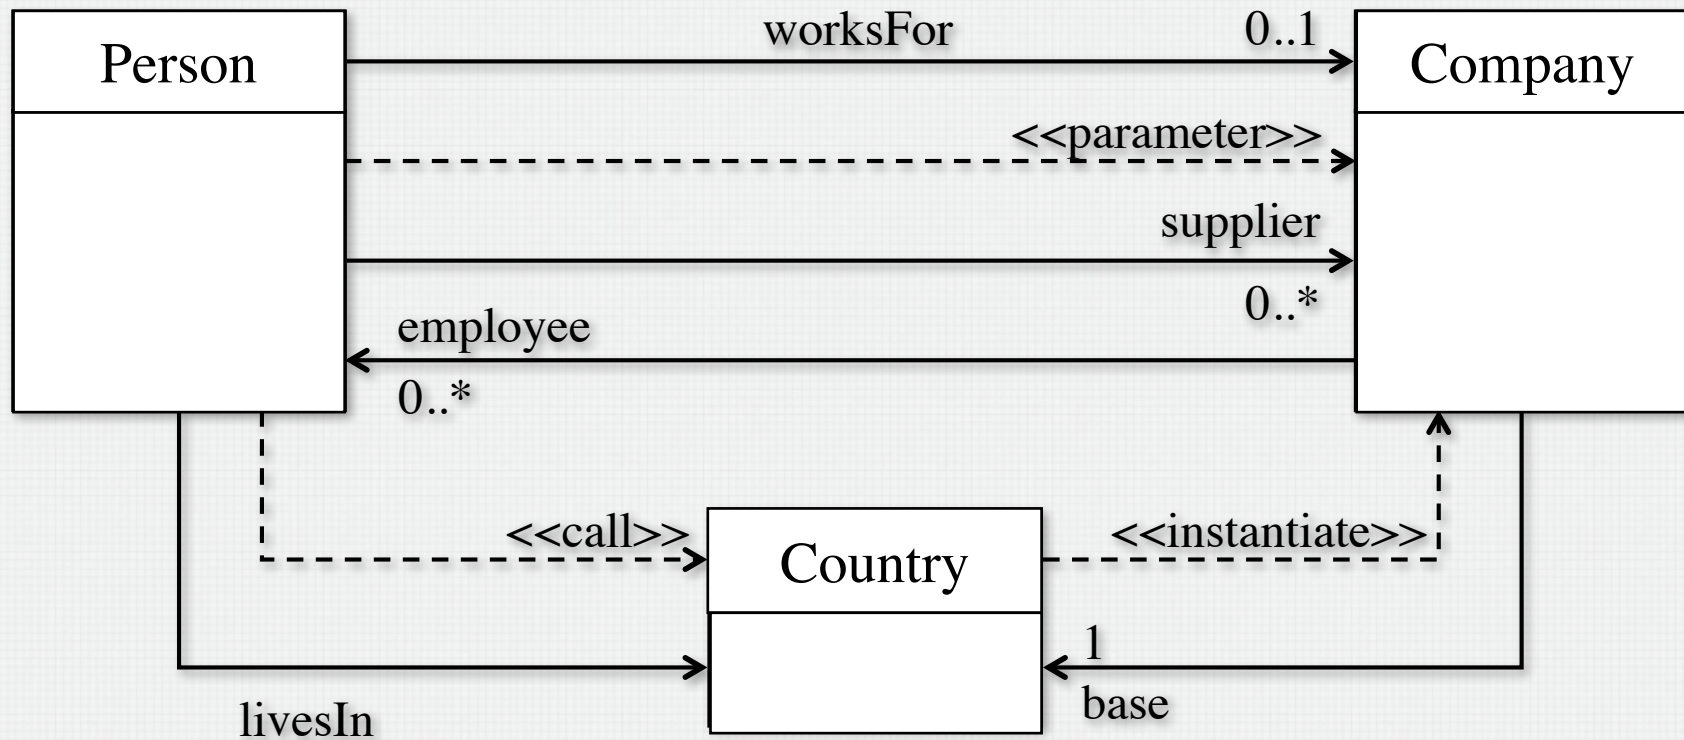 Person
worksFor
0..1
Company
<<parameter>>
supplier
0..*
employee
0..*
<<call>>
Country
<<instantiate>>
1
base
livesIn